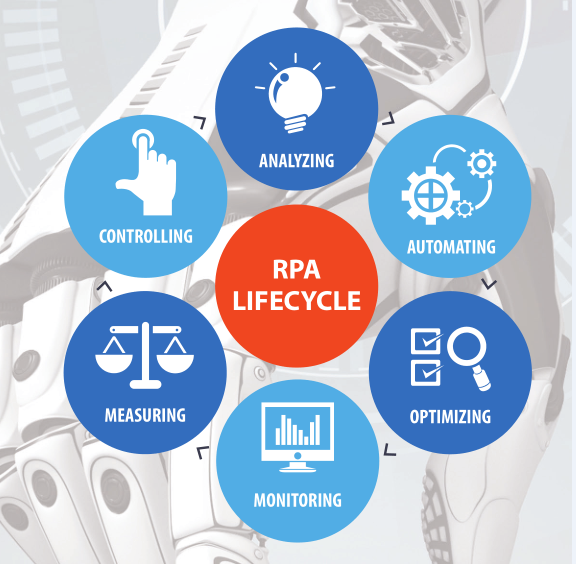 ANALYZING
AUTOMATING
OPTIMIZING
MONITORING
MEASURING
CONTROLLING
RPA
LIFECYCLE